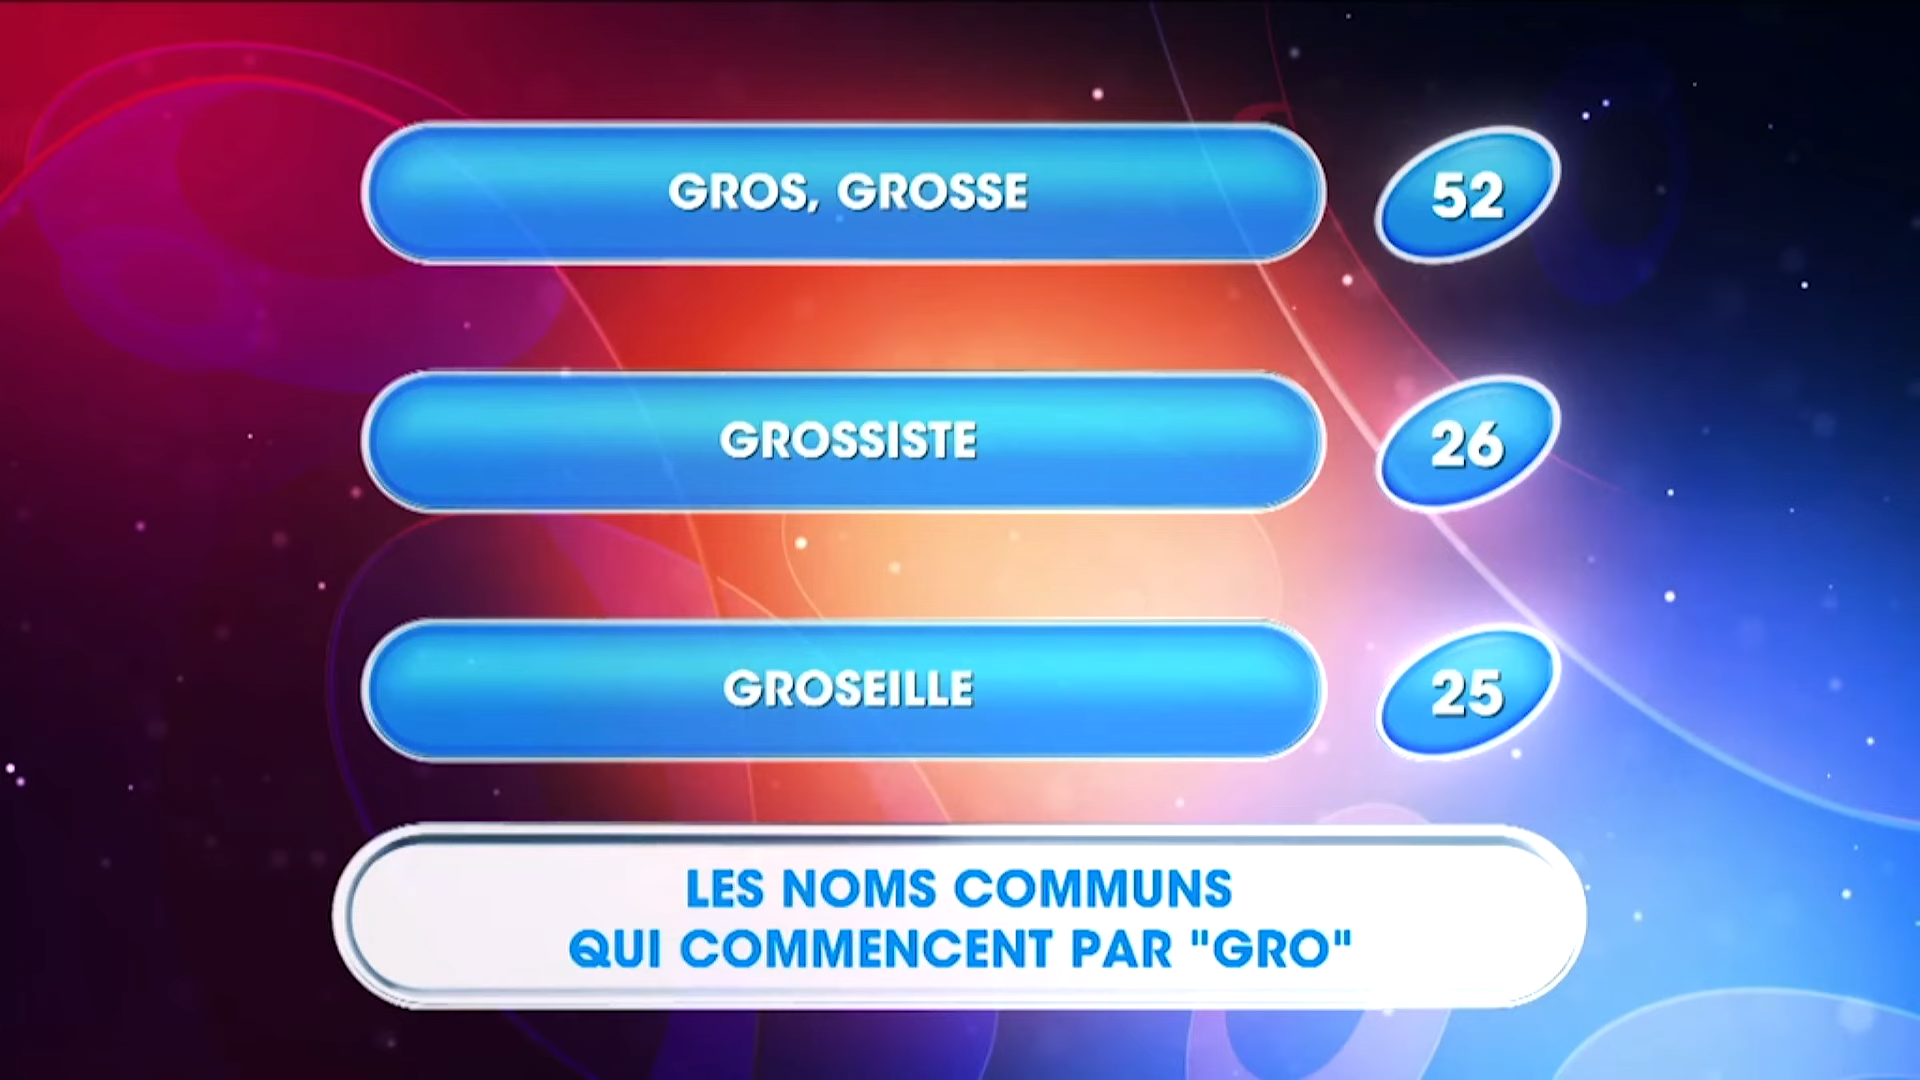 GROS, GROSSE
52
GROSSISTE
26
GROSEILLE
25
LES NOMS COMMUNS
QUI COMMENCENT PAR "GRO"